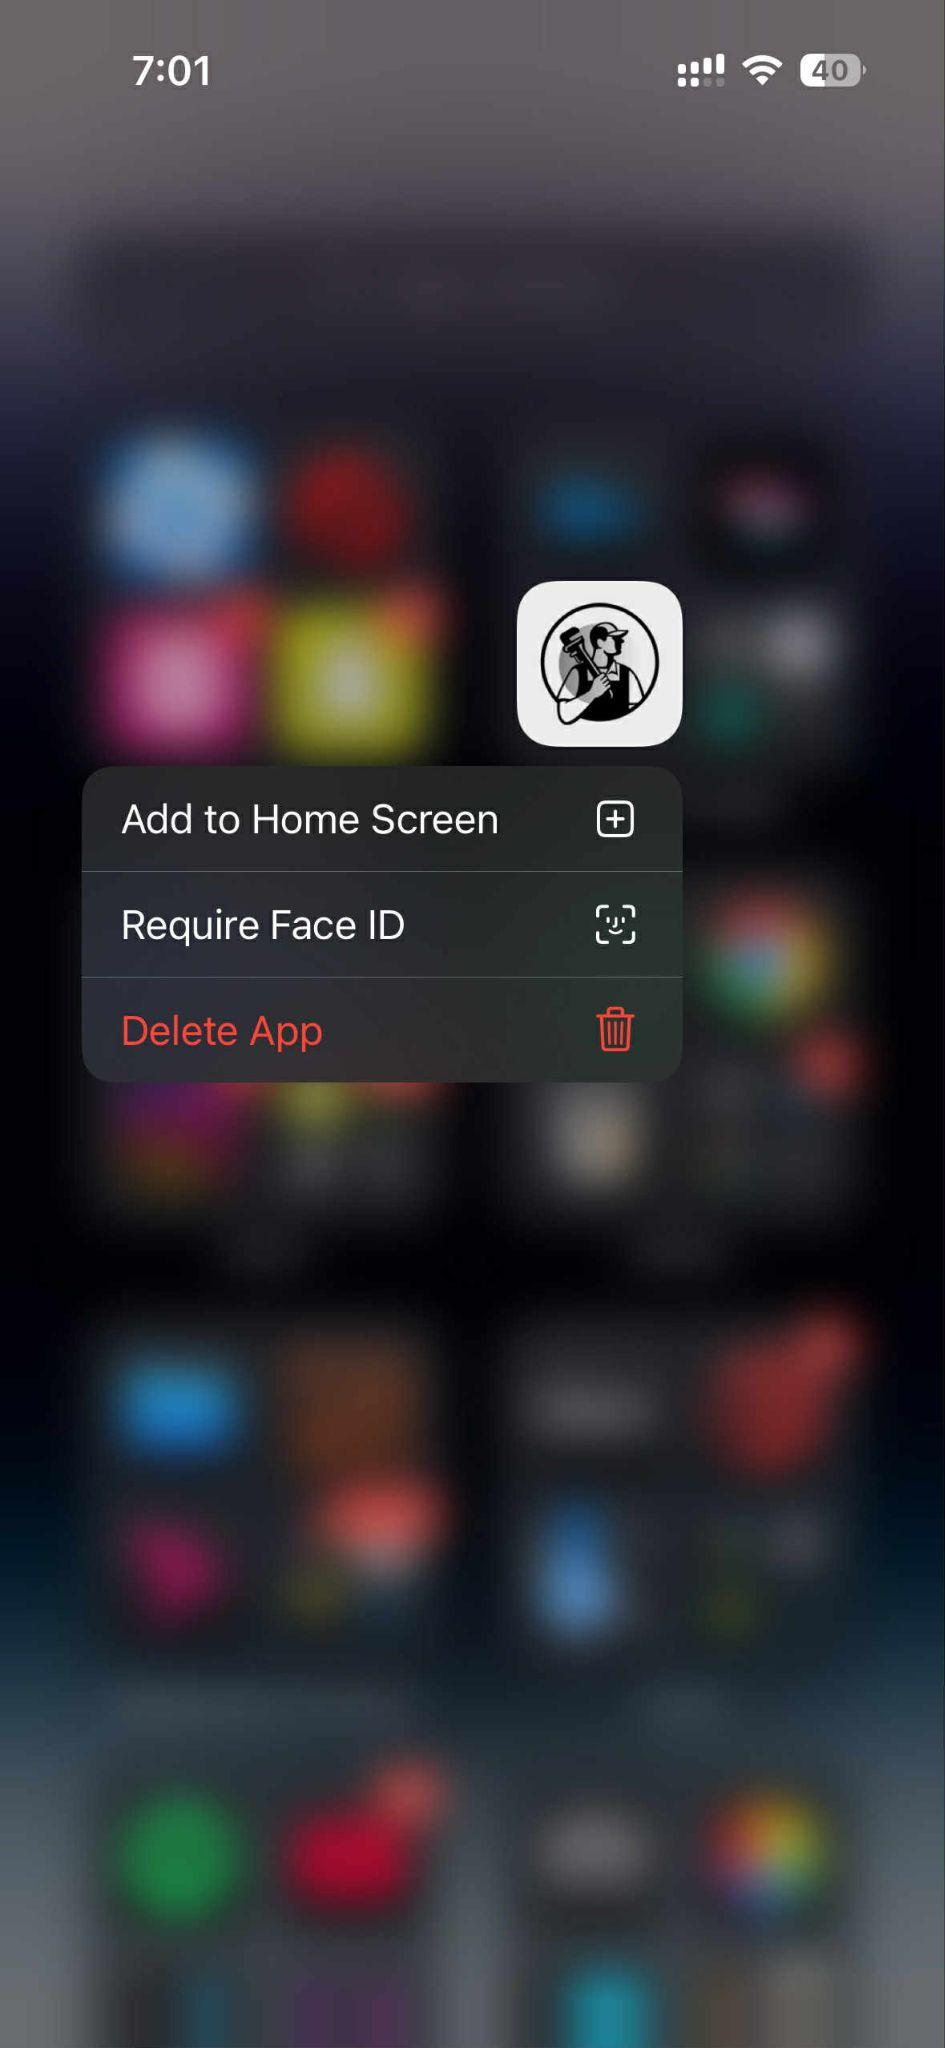 7:01
40
Add to Home Screen
Require Face ID
Delete App